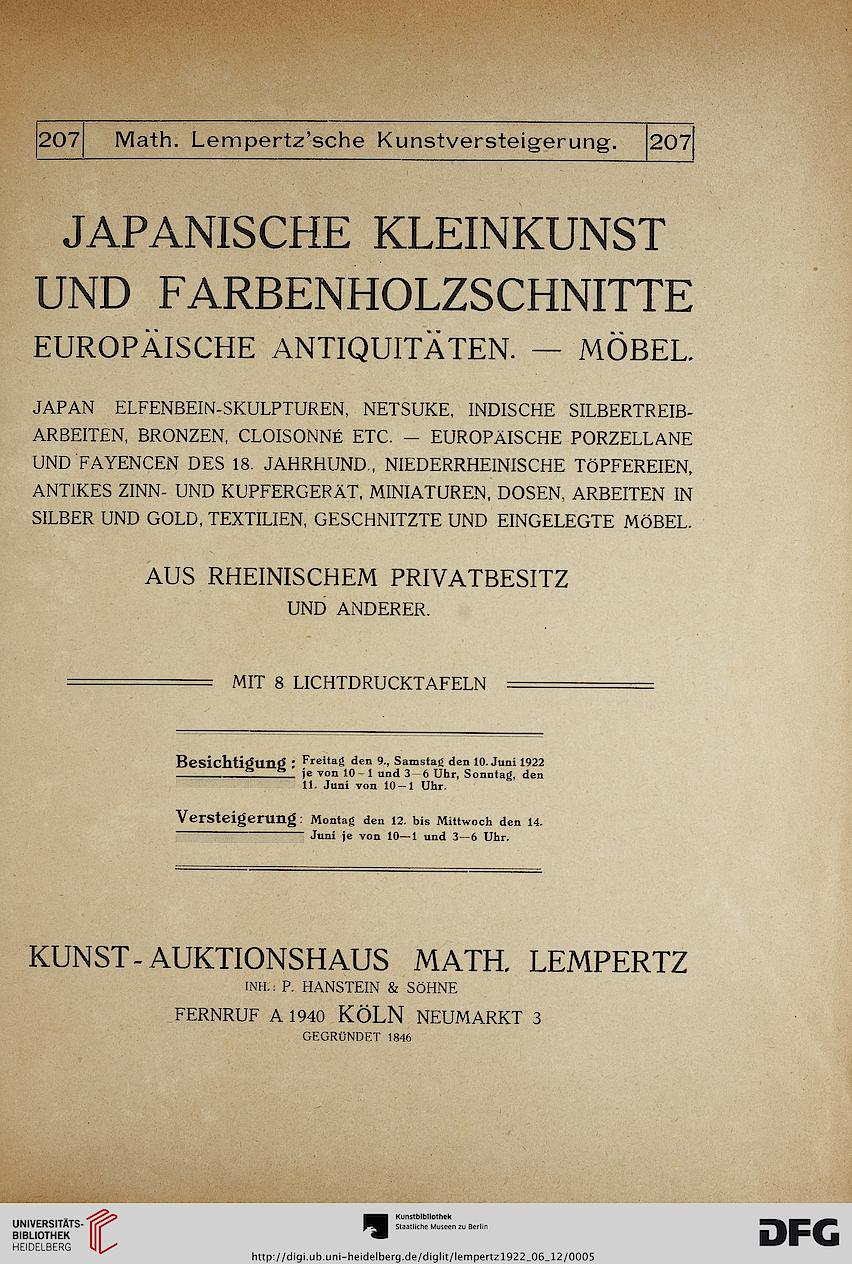 207 Math. Lempertz'sche Kunstversteigerung. 207
JAPANISCHE KLEINKUNST
UND FARBENHOLZSCHNITTE
EUROPÄISCHE ANTIQUITÄTEN. — MÖBEL.
JAPAN ELFENBEIN-SKULPTUREN, NETSUKE, INDISCHE SILBERTREIB-
ARBEITEN, BRONZEN, CLOISONNÉ ETC. — EUROPÄISCHE PORZELLANE
UND FAYENCEN DES 18. JAHRHUND., NIEDERRHEINISCHE TÖPFEREIEN,
ANTIKES ZINN- UND KUPFERGERÄT, MINIATUREN, DOSEN, ARBEITEN IN
SILBER UND GOLD, TEXTILIEN, GESCHNITZTE UND EINGELEGTE MÖBEL.
AUS RHEINISCHEM PRIVATBESITZ
UND ANDERER.
MIT 8 LICHTDRUCKTAFELN
Besichtigung: Freitag den 9., Samstag den 10. Juni 1922
je von 10–1 und 3–6 Uhr, Sonntag, den
11. Juni von 10–1 Uhr.
Versteigerung: Montag den 12. bis Mittwoch den 14.
Juni je von 10—1 und 3—6 Uhr.
KUNST-AUKTIONSHAUS MATH. LEMPERTZ
INH.: P. HANSTEIN & SÖHNE
FERNRUF A 1940 KÖLN NEUMARKT 3
GEGRÜNDET 1846
UNIVERSITÄTS-
BIBLIOTHEK
HEIDELBERG
Kunstbibliothek
Staatliche Museen zu Berlin
DFG
http://digi.ub.uni-heidelberg.de/diglit/lempertz1922_06_12/0005